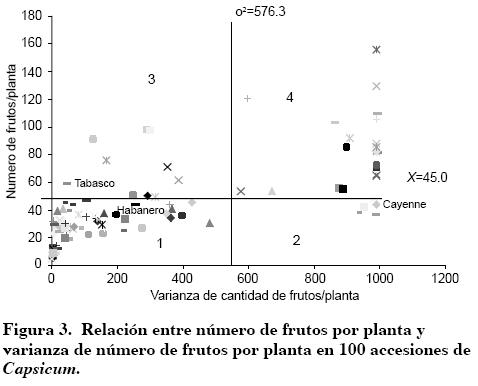 o²=576.3
180
160
140
120
100
80
60
40
20
0
Numero de frutos/planta
3
4
Tabasco
X=45.0
Habanero
Cayenne
1
2
0
200
400
600
800
1000
1200
Varianza de cantidad de frutos/planta
Figura 3. Relación entre número de frutos por planta y
varianza de número de frutos por planta en 100 accesiones de
Capsicum.